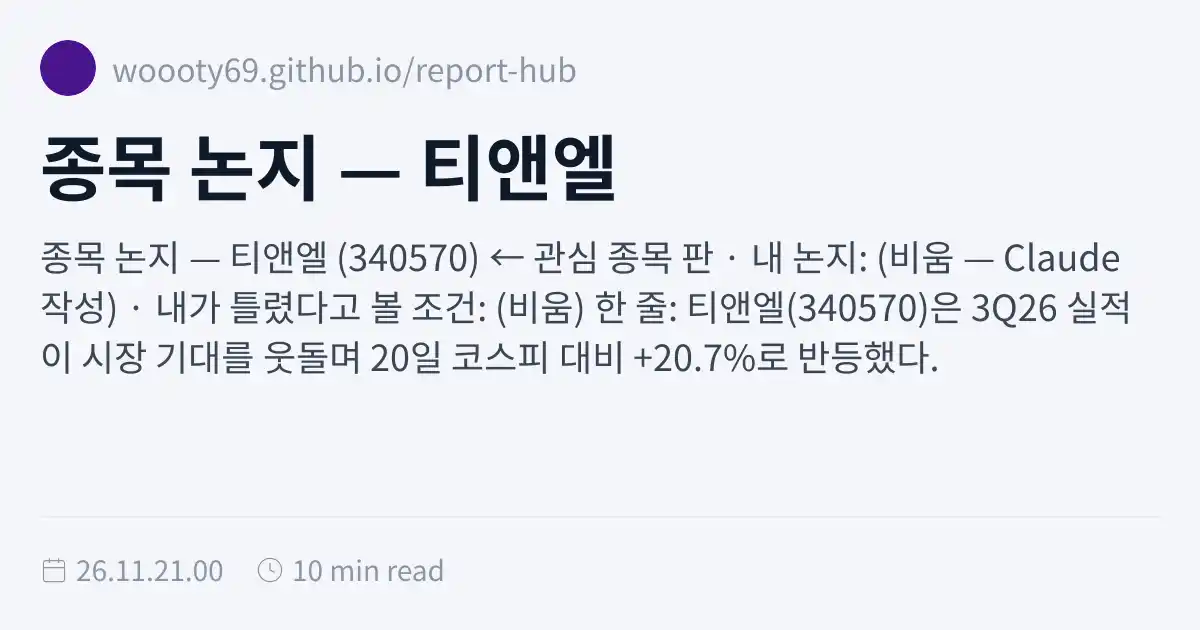 woooty69.github.io/report-hub
종목 논지 — 티앤엘
종목 논지 — 티앤엘 (340570) ← 관심 종목 판 · 내 논지: (비움 — Claude
작성) · 내가 틀렸다고 볼 조건: (비움) 한 줄: 티앤엘(340570)은 3Q26 실적
이 시장 기대를 웃돌며 20일 코스피 대비 +20.7%로 반등했다.
26.11.21.00
10 min read